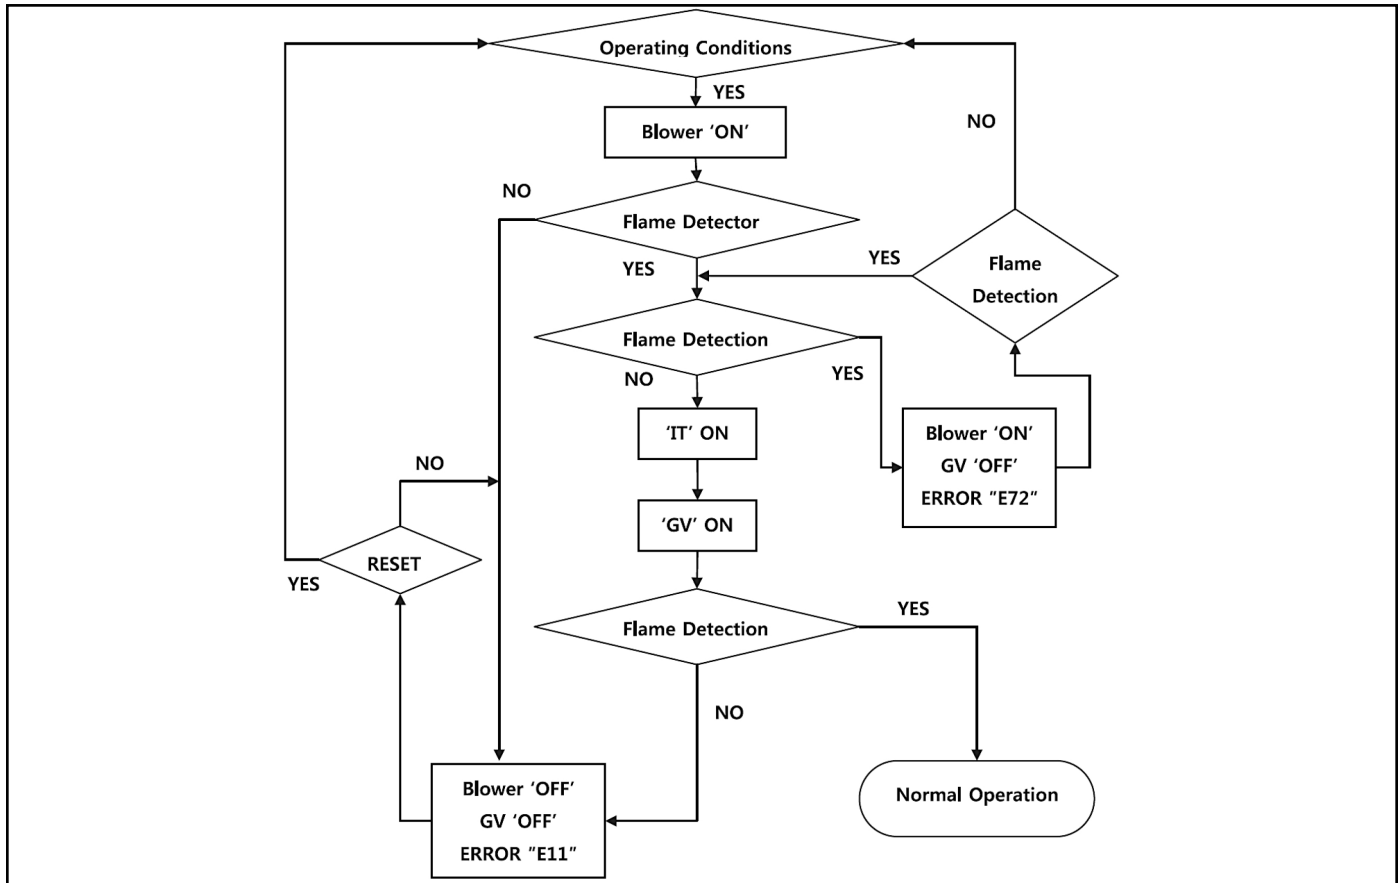 Operating Conditions
YES
Blower ‘ON’
NO
NO
Flame Detector
YES
YES
Flame
Detection
Flame Detection
NO
YES
‘IT’ ON
Blower ‘ON’
GV ‘OFF’
ERROR "E72"
NO
‘GV’ ON
RESET
YES
YES
Flame Detection
NO
Blower ‘OFF’
GV ‘OFF’
ERROR "E11"
Normal Operation